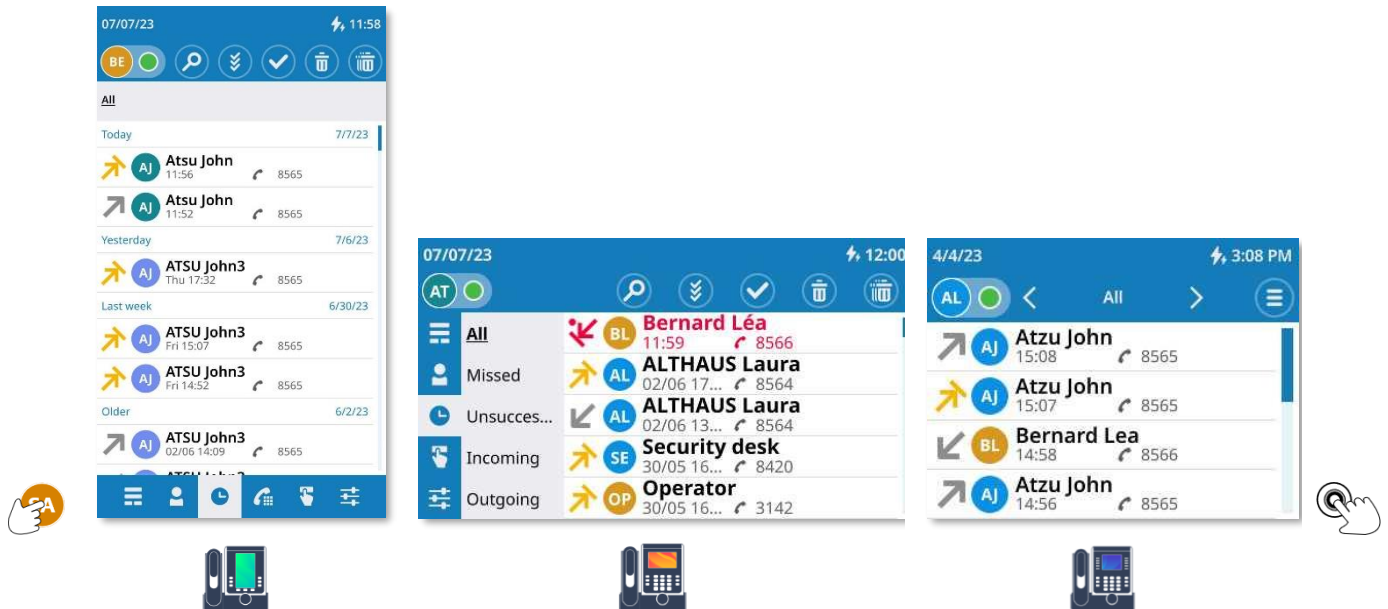 07/07/23 11:58
BE
All
Today 7/7/23
AJ Atsu John
11:56 8565
AJ Atsu John
11:52 8565
Yesterday 7/6/23
AJ ATSU John3
Thu 17:32 8565
Last week 6/30/23
AJ ATSU John3
Fri 15:07 8565
AJ ATSU John3
Fri 14:52 8565
Older 6/2/23
AJ ATSU John3
02/06 14:09 8565
07/07/23 12:00
AT
All
Missed
Unsucces...
Incoming
Outgoing
BL Bernard Léa
11:59 8566
AL ALTHAUS Laura
02/06 17... 8564
AL ALTHAUS Laura
02/06 13... 8564
SE Security desk
30/05 16... 8420
OP Operator
30/05 16... 3142
4/4/23 3:08 PM
AL All
AJ Atzu John
15:08 8565
AJ Atzu John
15:07 8565
BL Bernard Lea
14:58 8566
AJ Atzu John
14:56 8565